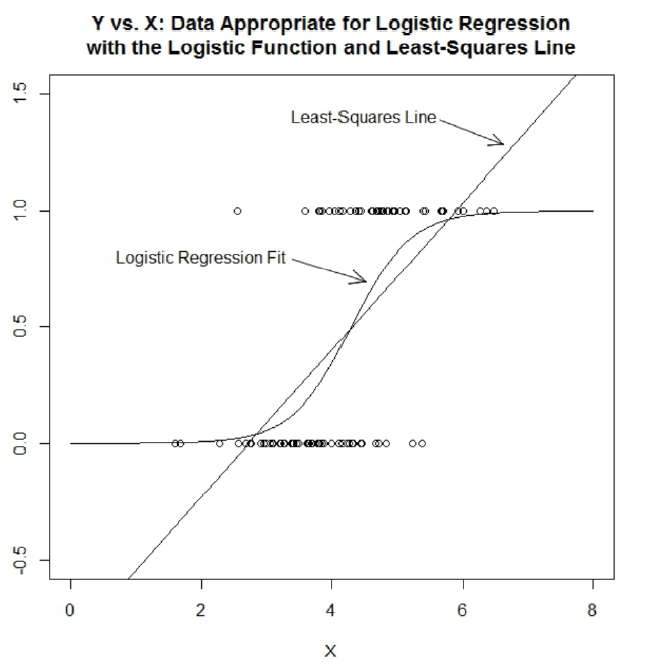 Y vs. X: Data Appropriate for Logistic Regression
with the Logistic Function and Least-Squares Line
1.5
Least-Squares Line
1.0
Logistic Regression Fit
0.5
0.0
-0.5
0 2 4 6 8
X